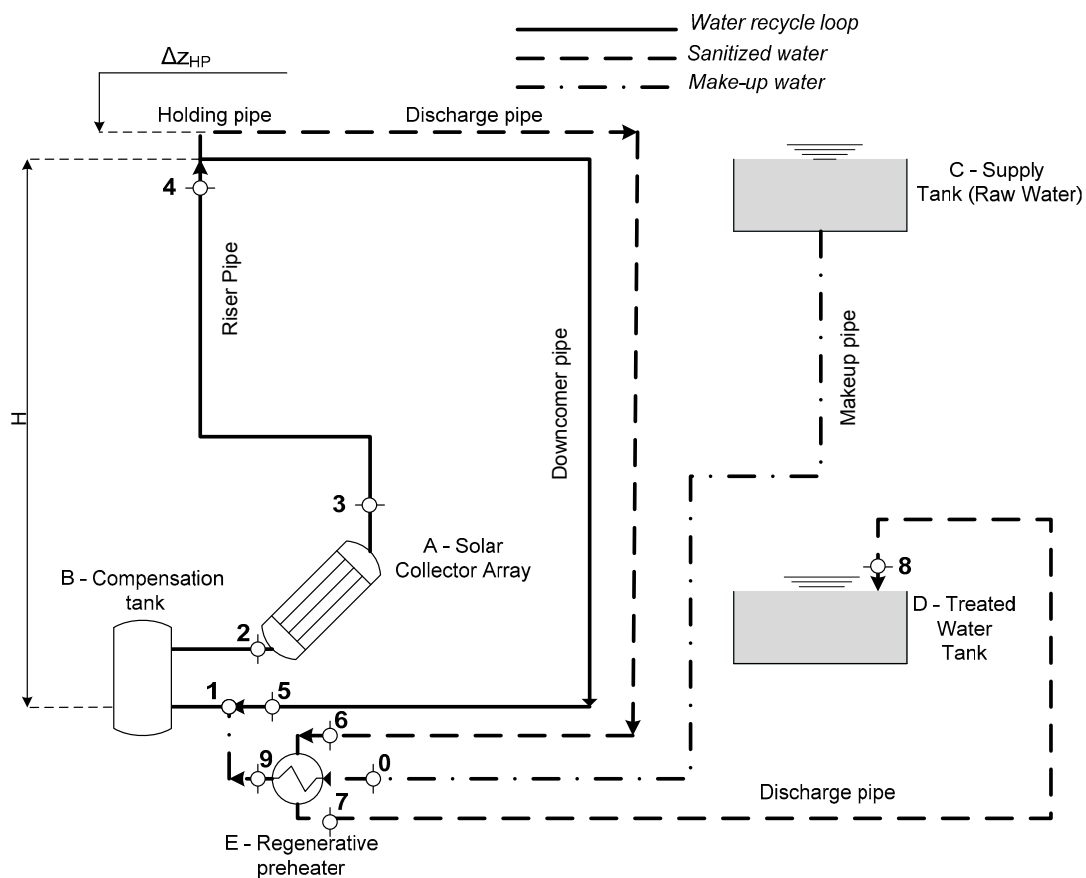 Water recycle loop
Sanitized water
Make-up water
ΔzHP
Holding pipe
Discharge pipe
4
C - Supply
Tank (Raw Water)
Riser Pipe
Downcomer pipe
Makeup pipe
H
3
A - Solar
Collector Array
B - Compensation
tank
8
D - Treated
Water
Tank
2
1
5
6
9
0
7
Discharge pipe
E - Regenerative
preheater